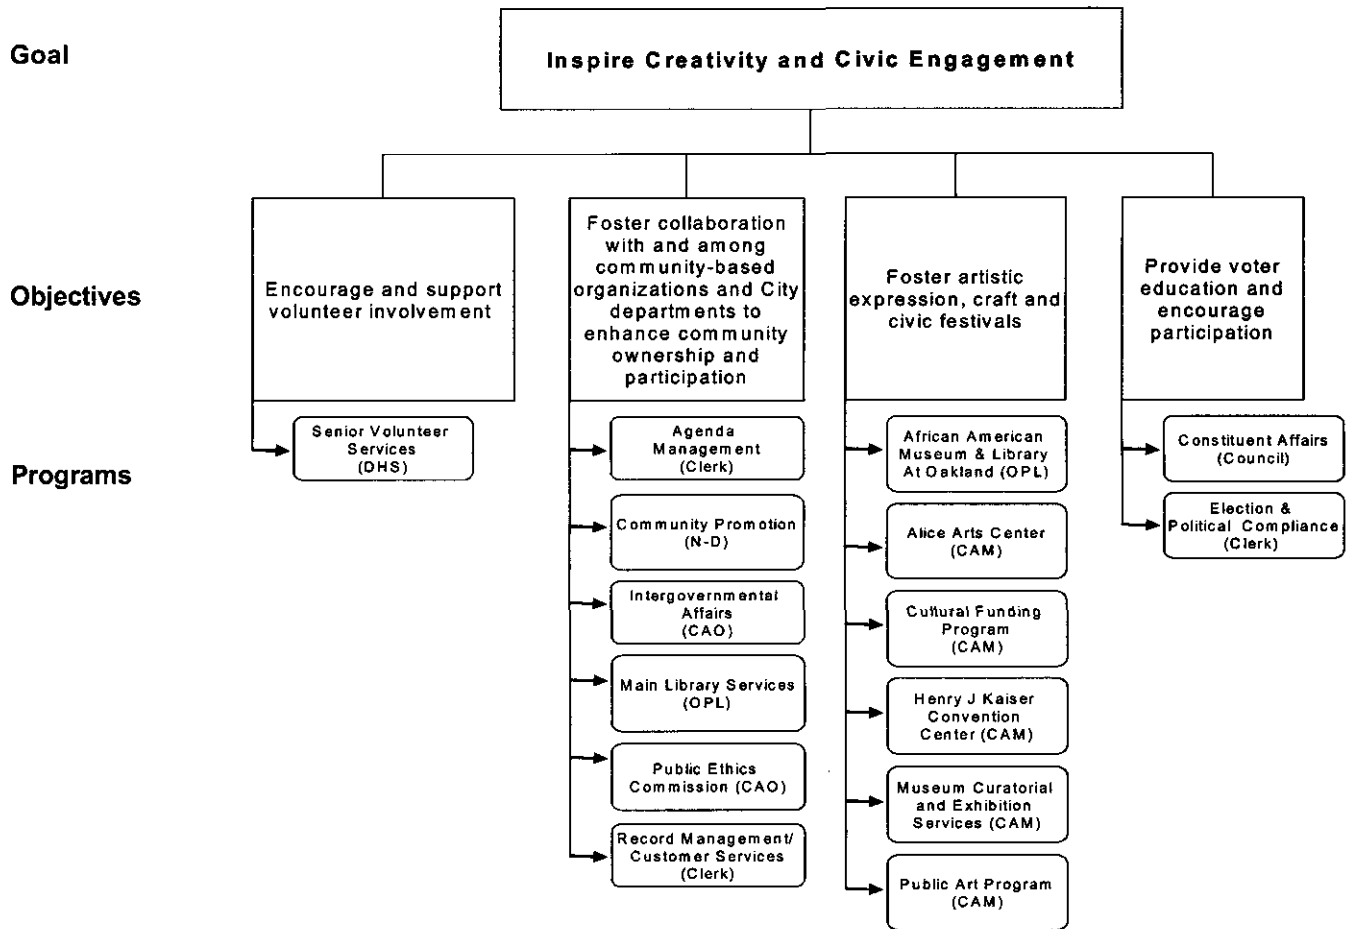 Goal
Inspire Creativity and Civic Engagement
Objectives
Encourage and support
volunteer involvement
Foster collaboration
with and among
community-based
organizations and City
departments to
enhance community
ownership and
participation
Foster artistic
expression, craft and
civic festivals
Provide voter
education and
encourage
participation
Programs
Senior Volunteer
Services
(DHS)
Agenda
Management
(Clerk)
Community Promotion
(N-D)
Intergovernmental
Affairs
(CAO)
Main Library Services
(OPL)
Public Ethics
Commission (CAO)
Record Management/
Customer Services
(Clerk)
African American
Museum & Library
At Oakland (OPL)
Alice Arts Center
(CAM)
Cultural Funding
Program
(CAM)
Henry J Kaiser
Convention
Center (CAM)
Museum Curatorial
and Exhibition
Services (CAM)
Public Art Program
(CAM)
Constituent Affairs
(Council)
Election &
Political Compliance
(Clerk)